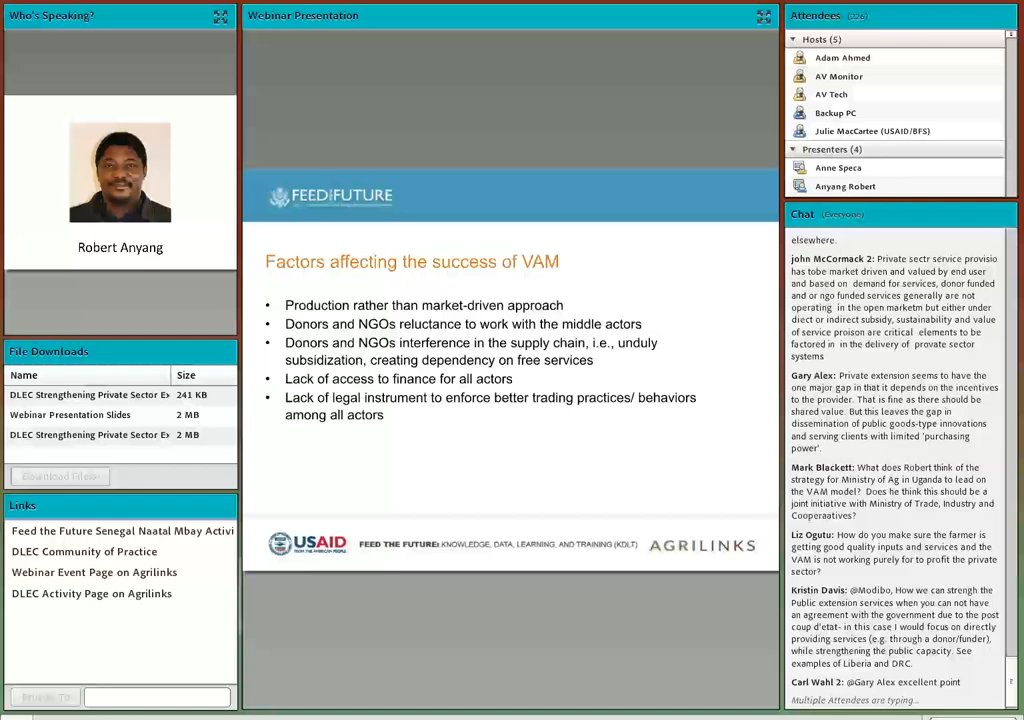 Who's Speaking?
Robert Anyang
File Downloads
Name Size
DLEC Strengthening Private Sector Ex 241 KB
Webinar Presentation Slides 2 MB
DLEC Strengthening Private Sector Ex 2 MB
Download File(s)
Links
Feed the Future Senegal Naatal Mbay Activi
DLEC Community of Practice
Webinar Event Page on Agrilinks
DLEC Activity Page on Agrilinks
Browse To
Webinar Presentation
FEED THE FUTURE
Factors affecting the success of VAM
• Production rather than market-driven approach
• Donors and NGOs reluctance to work with the middle actors
• Donors and NGOs interference in the supply chain, i.e., unduly
subsidization, creating dependency on free services
• Lack of access to finance for all actors
• Lack of legal instrument to enforce better trading practices/ behaviors
among all actors
USAID
FROM THE AMERICAN PEOPLE
FEED THE FUTURE: KNOWLEDGE, DATA, LEARNING, AND TRAINING (KDLT)
AGRILINKS
Attendees (226)
Hosts (5)
Adam Ahmed
AV Monitor
AV Tech
Backup PC
Julie MacCartee (USAID/BFS)
Presenters (4)
Anne Speca
Anyang Robert
Chat (Everyone)
elsewhere.
john McCormack 2: Private sectr service provisio
has tobe market driven and valued by end user
and based on demand for services, donor funded
and or ngo funded services generally are not
operating in the open marketm but either under
diect or indirect subsidy, sustainability and value
of service proison are critical elements to be
factored in in the delivery of provate sector
systems
Gary Alex: Private extension seems to have the
one major gap in that it depends on the incentives
to the provider. That is fine as there should be
shared value. But this leaves the gap in
dissemination of public goods-type innovations
and serving clients with limited 'purchasing
power'.
Mark Blackett: What does Robert think of the
strategy for Ministry of Ag in Uganda to lead on
the VAM model? Does he think this should be a
joint initiative with Ministry of Trade, Industry and
Cooperaatives?
Liz Ogutu: How do you make sure the farmer is
getting good quality inputs and services and the
VAM is not working purely for to profit the private
sector?
Kristin Davis: @Modibo, How we can strengh the
Public extension services when you can not have
an agreement with the government due to the post
coup d'etat- in this case I would focus on directly
providing services (e.g. through a donor/funder),
while strengthening the public capacity. See
examples of Liberia and DRC.
Carl Wahl 2: @Gary Alex excellent point
Multiple Attendees are typing...